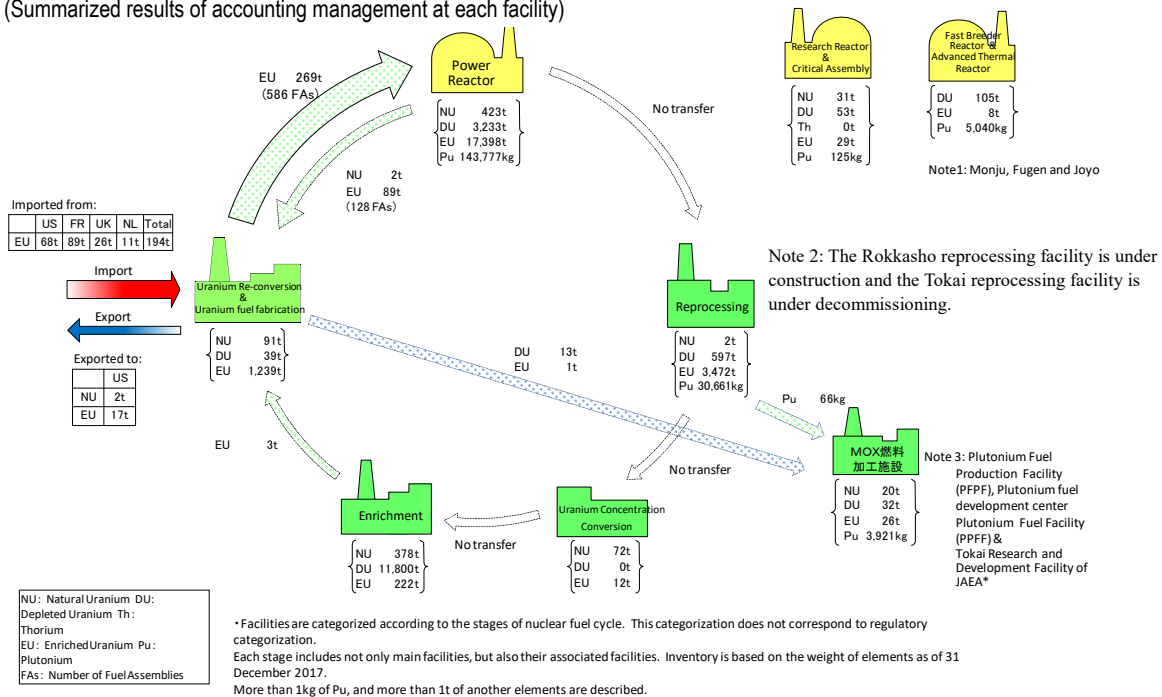 (Summarized results of accounting management at each facility)
Power
Reactor
NU 423t
DU 3,233t
EU 17,398t
Pu 143,777kg
EU 269t
(586 FAs)
NU 2t
EU 89t
(128 FAs)
No transfer
Research Reactor
&
Critical Assembly
NU 31t
DU 53t
Th 0t
EU 29t
Pu 125kg
Fast Breeder
Reactor &
Advanced Thermal
Reactor
DU 105t
EU 8t
Pu 5,040kg
Note1: Monju, Fugen and Joyo
Imported from:
US FR UK NL Total
EU 68t 89t 26t 11t 194t
Import
Export
Exported to:
US
NU 2t
EU 17t
Uranium Re-conversion
&
Uranium fuel fabrication
NU 91t
DU 39t
EU 1,239t
Reprocessing
NU 2t
DU 597t
EU 3,472t
Pu 30,661kg
Note 2: The Rokkasho reprocessing facility is under
construction and the Tokai reprocessing facility is
under decommissioning.
DU 13t
EU 1t
Pu 66kg
No transfer
MOX燃料
加工施設
NU 20t
DU 32t
EU 26t
Pu 3,921kg
Note 3: Plutonium Fuel
Production Facility
(PFPF), Plutonium fuel
development center
Plutonium Fuel Facility
(PPFF) &
Tokai Research and
Development Facility of
JAEA*
EU 3t
Enrichment
NU 378t
DU 11,800t
EU 222t
No transfer
Uranium Concentration
Conversion
NU 72t
DU 0t
EU 12t
NU: Natural Uranium DU:
Depleted Uranium Th:
Thorium
EU: Enriched Uranium Pu:
Plutonium
FAs: Number of Fuel Assemblies
・Facilities are categorized according to the stages of nuclear fuel cycle. This categorization does not correspond to regulatory
categorization.
Each stage includes not only main facilities, but also their associated facilities. Inventory is based on the weight of elements as of 31
December 2017.
More than 1kg of Pu, and more than 1t of another elements are described.